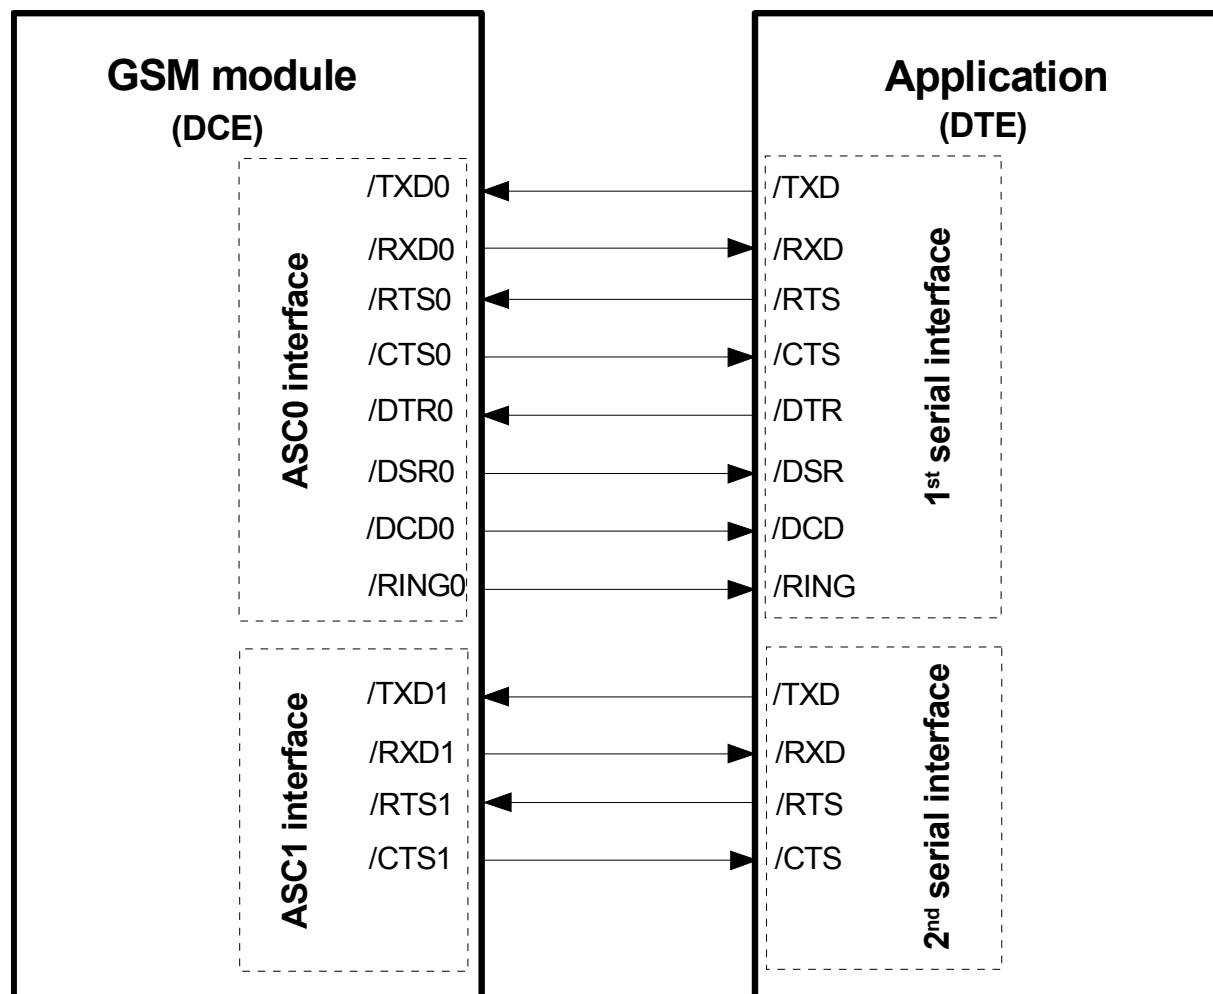 GSM module
(DCE)
ASC0 interface
/TXD0
/RXD0
/RTS0
/CTS0
/DTR0
/DSR0
/DCD0
/RING0
ASC1 interface
/TXD1
/RXD1
/RTS1
/CTS1
Application
(DTE)
/TXD
/RXD
/RTS
/CTS
/DTR
/DSR
/DCD
/RING
1st serial interface
/TXD
/RXD
/RTS
/CTS
2nd serial interface